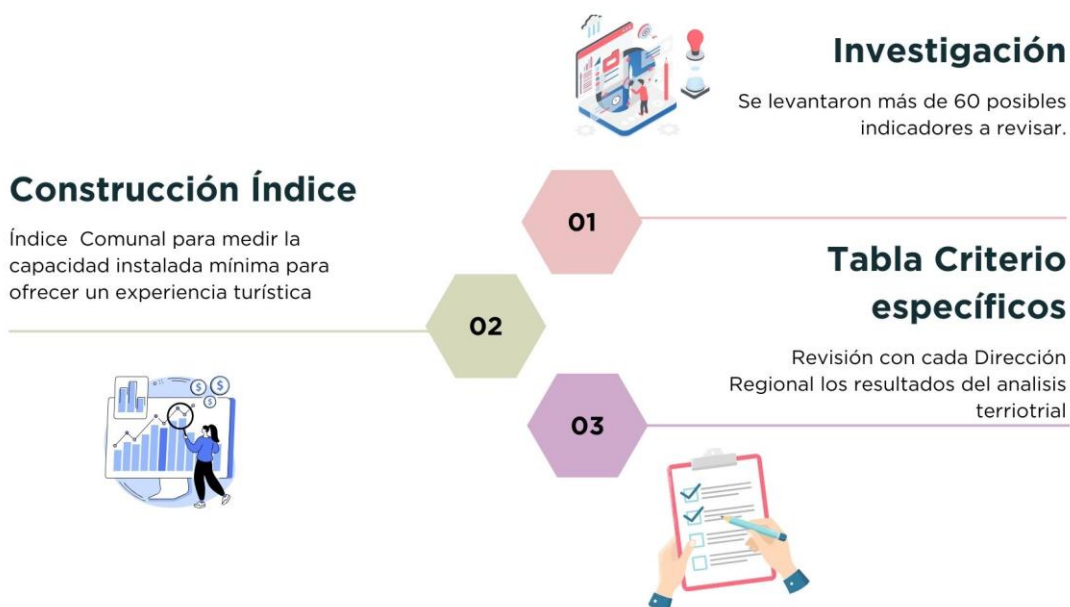 Investigación
Se levantaron más de 60 posibles
indicadores a revisar.
01
Construcción Índice
Índice Comunal para medir la
capacidad instalada mínima para
ofrecer un experiencia turística
02
Tabla Criterio
específicos
Revisión con cada Dirección
Regional los resultados del analisis
terriotrial
03